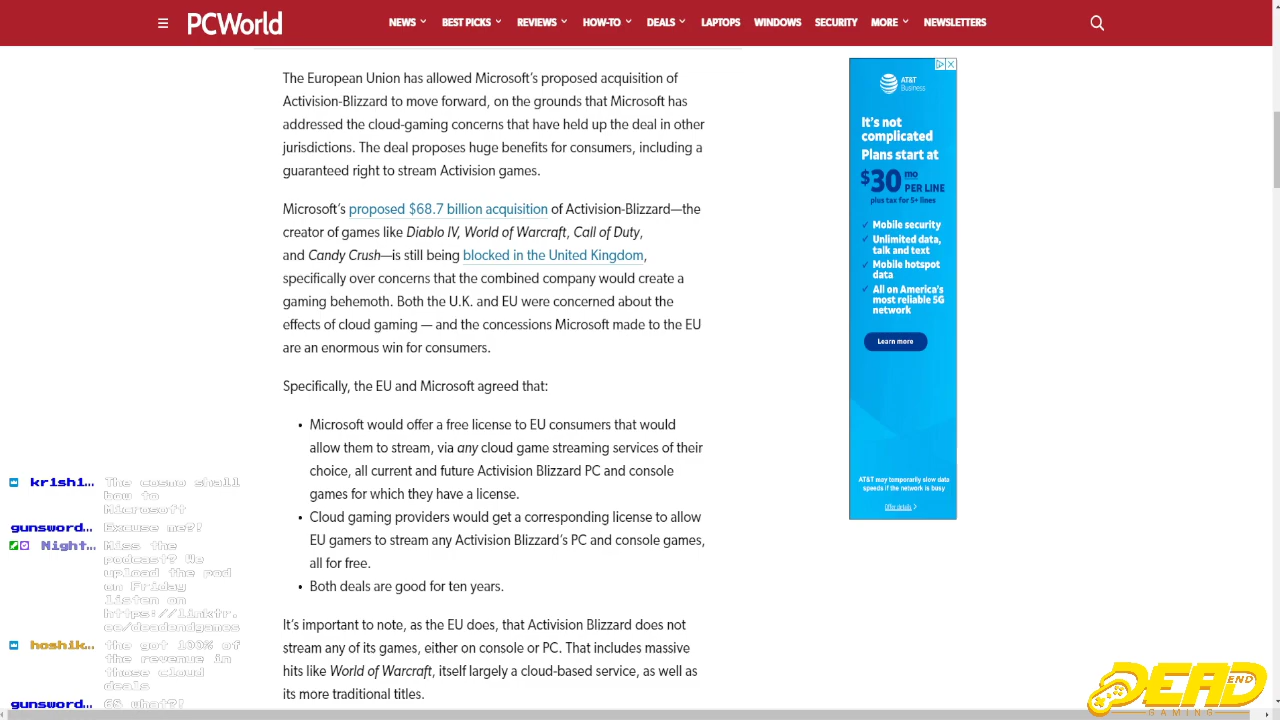 PCWorld
NEWS
BEST PICKS
REVIEWS
HOW-TO
DEALS
LAPTOPS
WINDOWS
SECURITY
MORE
NEWSLETTERS
The European Union has allowed Microsoft's proposed acquisition of
Activision-Blizzard to move forward, on the grounds that Microsoft has
addressed the cloud-gaming concerns that have held up the deal in other
jurisdictions. The deal proposes huge benefits for consumers, including a
guaranteed right to stream Activision games.
Microsoft's proposed $68.7 billion acquisition of Activision-Blizzard—the
creator of games like Diablo IV, World of Warcraft, Call of Duty,
and Candy Crush—is still being blocked in the United Kingdom,
specifically over concerns that the combined company would create a
gaming behemoth. Both the U.K. and EU were concerned about the
effects of cloud gaming — and the concessions Microsoft made to the EU
are an enormous win for consumers.
Specifically, the EU and Microsoft agreed that:
• Microsoft would offer a free license to EU consumers that would
allow them to stream, via any cloud game streaming services of their
choice, all current and future Activision Blizzard PC and console
games for which they have a license.
• Cloud gaming providers would get a corresponding license to allow
EU gamers to stream any Activision Blizzard's PC and console games,
all for free.
• Both deals are good for ten years.
It's important to note, as the EU does, that Activision Blizzard does not
stream any of its games, either on console or PC. That includes massive
hits like World of Warcraft, itself largely a cloud-based service, as well as
its more traditional titles.
AT&T
Business
It's not
complicated
Plans start at
$30 mo
PER LINE
plus tax for 5+ lines
✓ Mobile security
✓ Unlimited data,
talk and text
✓ Mobile hotspot
data
✓ All on America's
most reliable 5G
network
Learn more
AT&T may temporarily slow data
speeds if the network is busy
Offer details
krishi... The cosmo shall
bow to
Microsoft
gunsword... Excuse me?!
Night... Miss the
podcast? We
upload the pod
on Friday
listen on
https://linktr.
ee/deadendgames
hoshik... the got 100% of
the revenue in
those cloud
deals
gunsword... 68 what?!
DEAD
END
GAMING